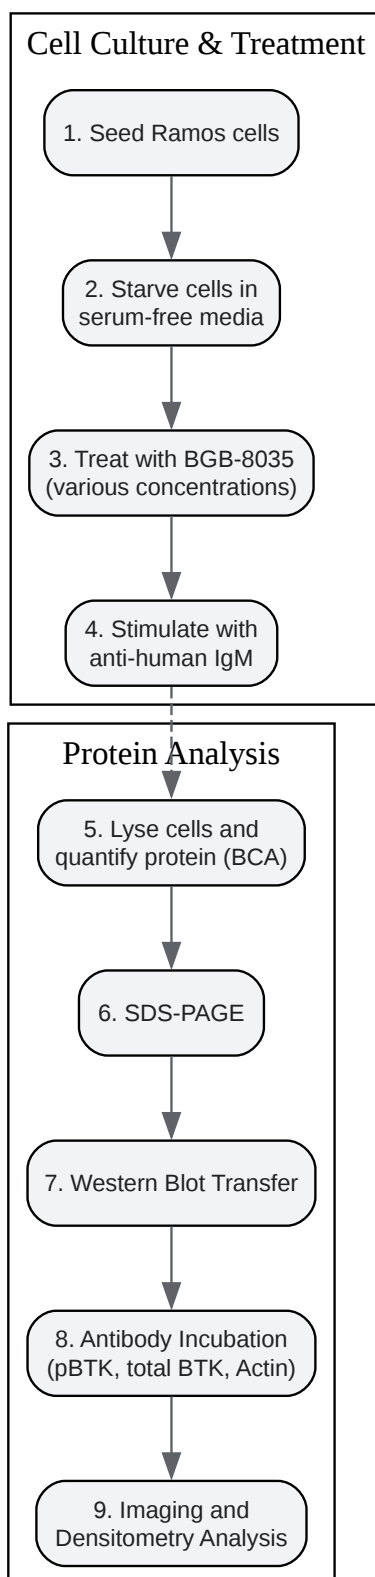 Cell Culture & Treatment
1. Seed Ramos cells
2. Starve cells in
serum-free media
3. Treat with BGB-8035
(various concentrations)
4. Stimulate with
anti-human IgM
Protein Analysis
5. Lyse cells and
quantify protein (BCA)
6. SDS-PAGE
7. Western Blot Transfer
8. Antibody Incubation
(pBTK, total BTK, Actin)
9. Imaging and
Densitometry Analysis